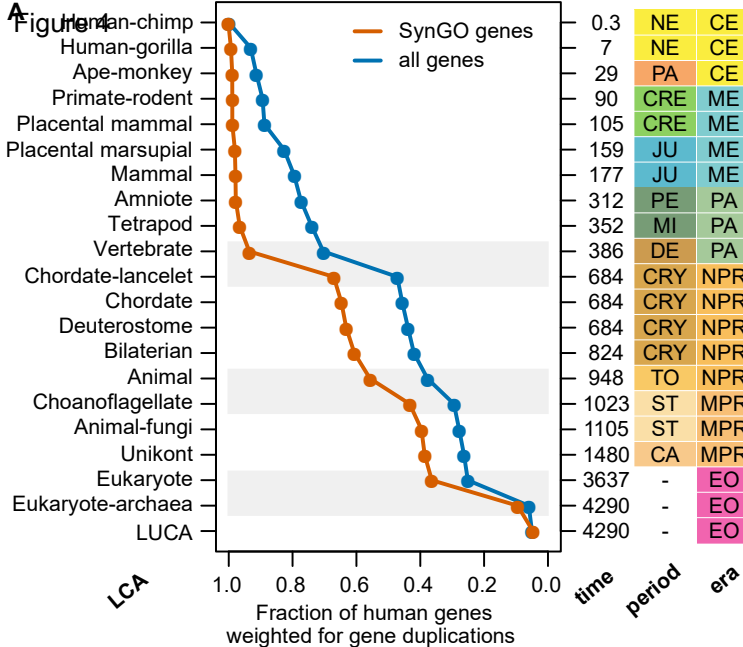 A
Figure 4
SynGO genes
all genes
Human-chimp 0.3 NE CE
Human-gorilla 7 NE CE
Ape-monkey 29 PA CE
Primate-rodent 90 CRE ME
Placental mammal 105 CRE ME
Placental marsupial 159 JU ME
Mammal 177 JU ME
Amniote 312 PE PA
Tetrapod 352 MI PA
Vertebrate 386 DE PA
Chordate-lancelet 684 CRY NPR
Chordate 684 CRY NPR
Deuterostome 684 CRY NPR
Bilaterian 824 CRY NPR
Animal 948 TO NPR
Choanoflagellate 1023 ST MPR
Animal-fungi 1105 ST MPR
Unikont 1480 CA MPR
Eukaryote 3637 - EO
Eukaryote-archaea 4290 - EO
LUCA 4290 - EO
1.0 0.8 0.6 0.4 0.2 0.0
LCA
time
period
era
Fraction of human genes
weighted for gene duplications